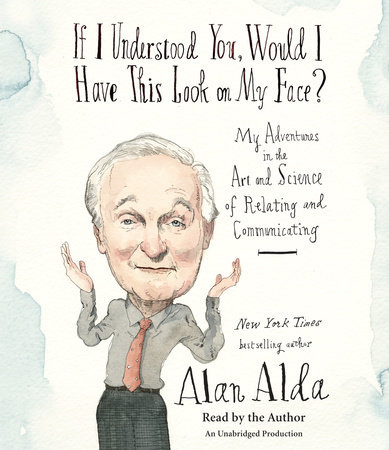 If I Understood You, Would I
Have This Look on My Face?
My Adventures
in the
Art and Science
of Relating and
Communicating
New York Times
bestselling author
Alan Alda
Read by the Author
An Unabridged Production